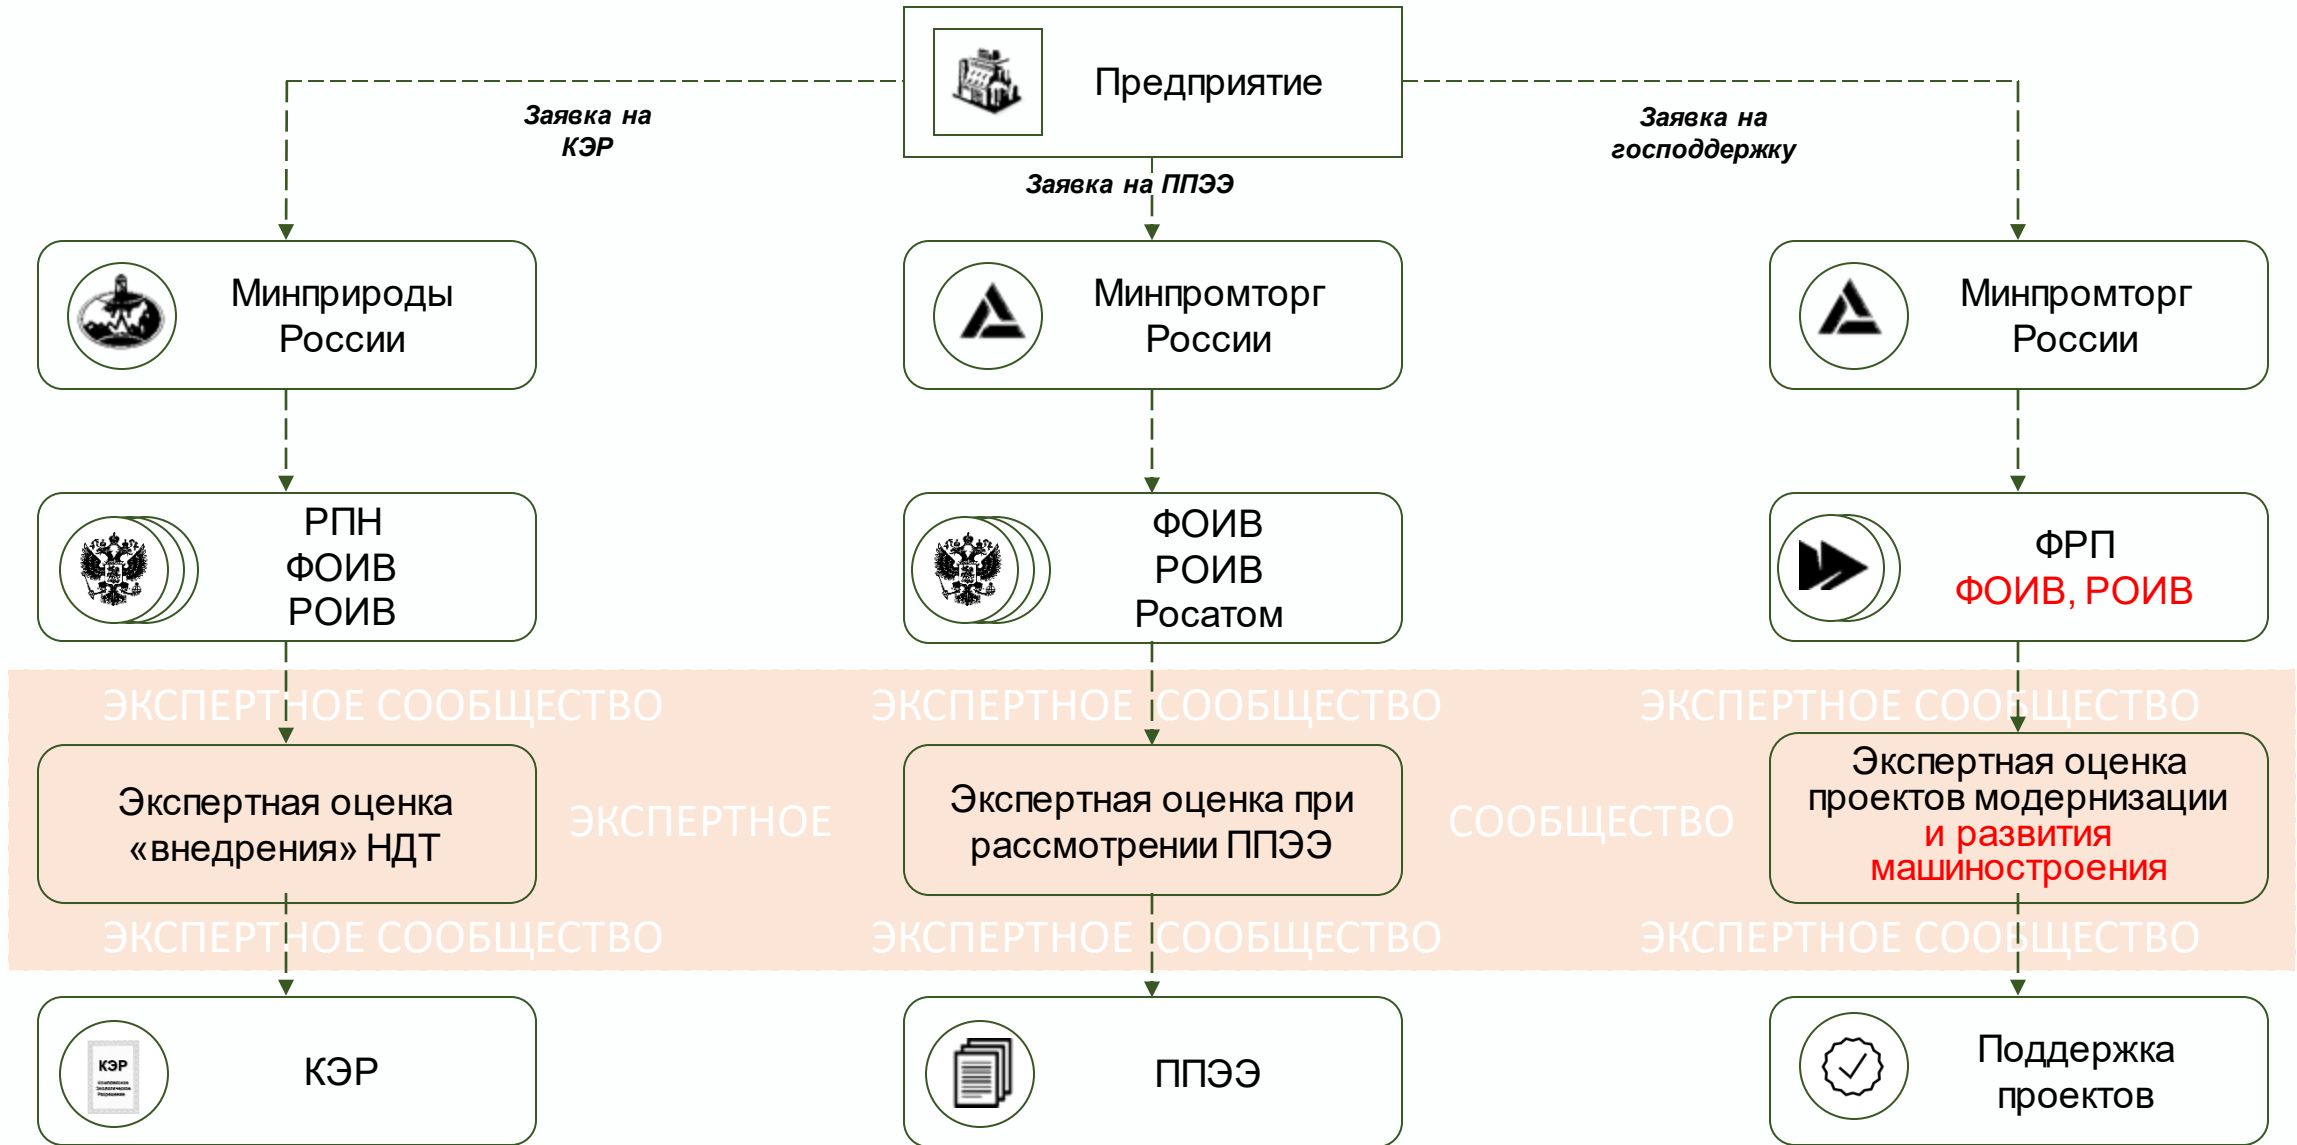 Предприятие
Заявка на
КЭР
Заявка на ППЭЭ
Заявка на
господдержку
Минприроды
России
Минпромторг
России
Минпромторг
России
РПН
ФОИВ
РОИВ
ФОИВ
РОИВ
Росатом
ФРП
ФОИВ, РОИВ
ЭКСПЕРТНОЕ СООБЩЕСТВО
ЭКСПЕРТНОЕ СООБЩЕСТВО
ЭКСПЕРТНОЕ СООБЩЕСТВО
Экспертная оценка
«внедрения» НДТ
ЭКСПЕРТНОЕ
Экспертная оценка при
рассмотрении ППЭЭ
СООБЩЕСТВО
Экспертная оценка
проектов модернизации
и развития
машиностроения
ЭКСПЕРТНОЕ СООБЩЕСТВО
ЭКСПЕРТНОЕ СООБЩЕСТВО
ЭКСПЕРТНОЕ СООБЩЕСТВО
КЭР
Комплексное
Экологическое
Разрешение
КЭР
ППЭЭ
Поддержка
проектов